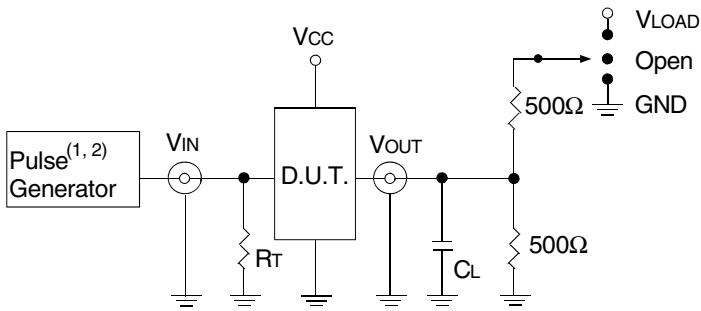 VLOAD
Open
GND
VCC
500Ω
VIN
VOUT
Pulse(1, 2)
Generator
D.U.T.
RT
CL
500Ω